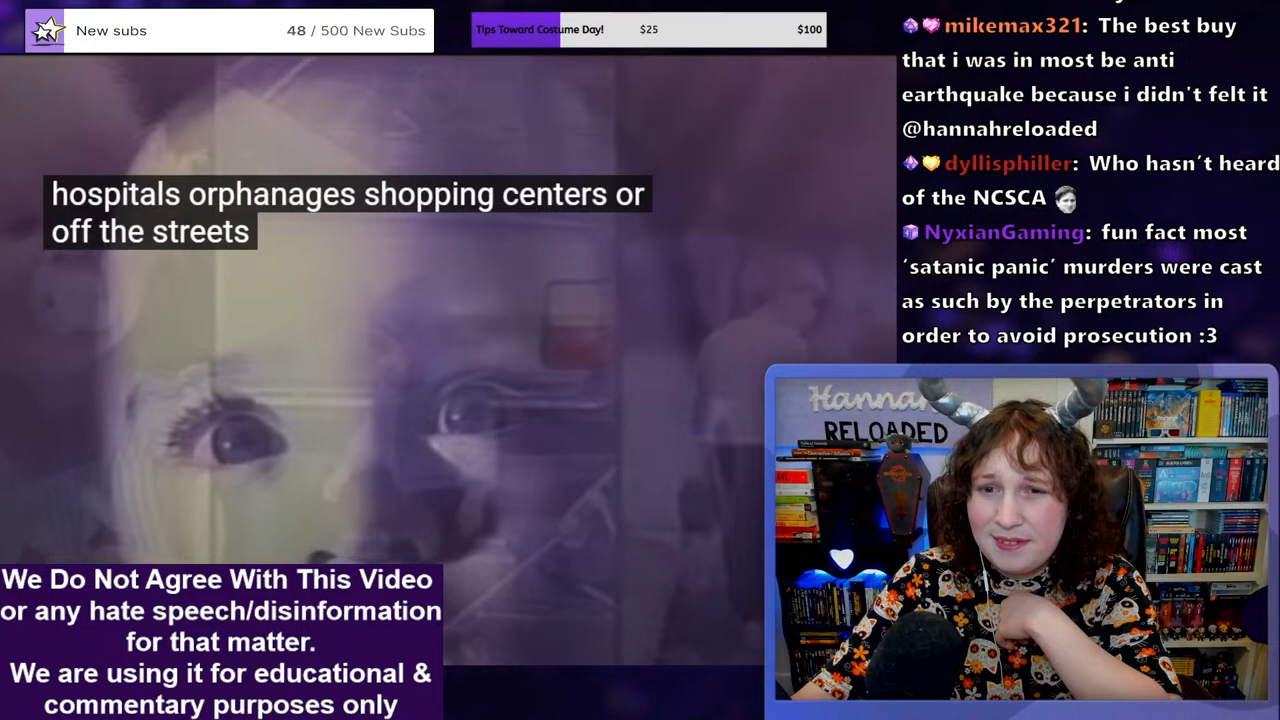 New subs
48 / 500 New Subs
Tips Toward Costume Day!
$25
$100
hospitals orphanages shopping centers or
off the streets
mikemax321: The best buy
that i was in most be anti
earthquake because i didn't felt it
@hannahreloaded
dyllisphiller: Who hasn't heard
of the NCSCA
NyxianGaming: fun fact most
'satanic panic' murders were cast
as such by the perpetrators in
order to avoid prosecution :3
Hannah
RELOADED
We Do Not Agree With This Video
or any hate speech/disinformation
for that matter.
We are using it for educational &
commentary purposes only